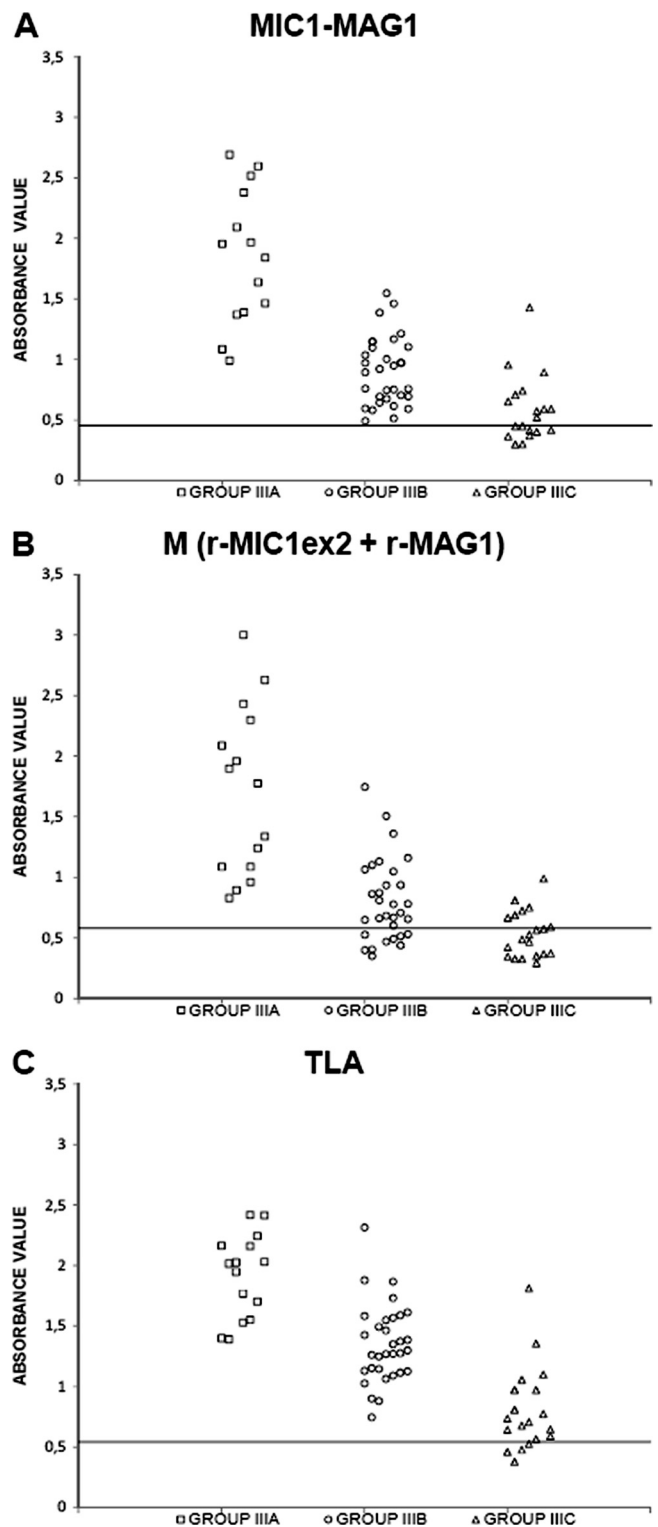 A MIC1-MAG1
3,5
3
2,5
2
1,5
1
0,5
0
ABSORBANCE VALUE
GROUP IIIA GROUP IIIB GROUP IIIC
B M (r-MIC1ex2 + r-MAG1)
3,5
3
2,5
2
1,5
1
0,5
0
ABSORBANCE VALUE
GROUP IIIA GROUP IIIB GROUP IIIC
C TLA
3,5
3
2,5
2
1,5
1
0,5
0
ABSORBANCE VALUE
GROUP IIIA GROUP IIIB GROUP IIIC